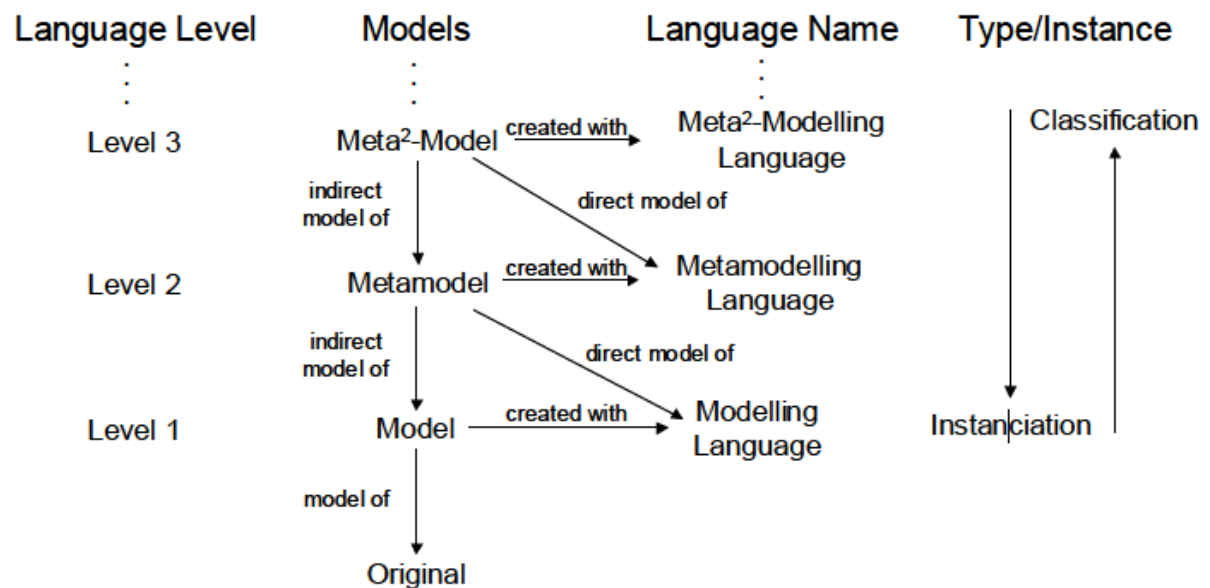 Language Level Models Language Name Type/Instance
Level 3 Meta²-Model created with Meta²-Modelling Language Classification
indirect model of
direct model of
Level 2 Metamodel created with Metamodelling Language
indirect model of
direct model of
Level 1 Model created with Modelling Language Instanciation
model of
Original